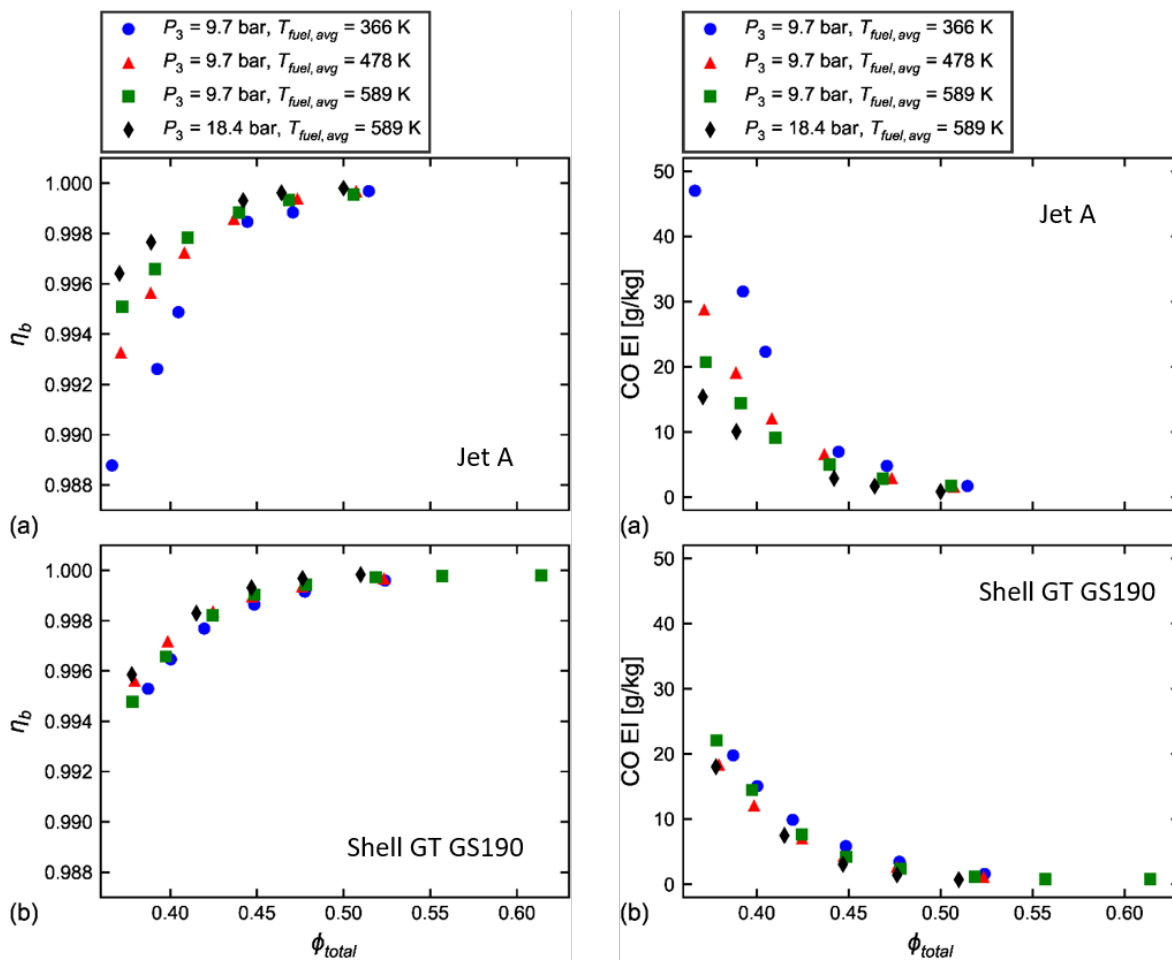 P3 = 9.7 bar, Tfuel,avg = 366 K
P3 = 9.7 bar, Tfuel,avg = 478 K
P3 = 9.7 bar, Tfuel,avg = 589 K
P3 = 18.4 bar, Tfuel,avg = 589 K
1.000
0.998
0.996
0.994
0.992
0.990
0.988
ηb
Jet A
(a)
1.000
0.998
0.996
0.994
0.992
0.990
0.988
ηb
Shell GT GS190
(b)
0.40 0.45 0.50 0.55 0.60
ϕtotal
P3 = 9.7 bar, Tfuel,avg = 366 K
P3 = 9.7 bar, Tfuel,avg = 478 K
P3 = 9.7 bar, Tfuel,avg = 589 K
P3 = 18.4 bar, Tfuel,avg = 589 K
50
40
30
20
10
0
CO EI [g/kg]
Jet A
(a)
50
40
30
20
10
0
CO EI [g/kg]
Shell GT GS190
(b)
0.40 0.45 0.50 0.55 0.60
ϕtotal